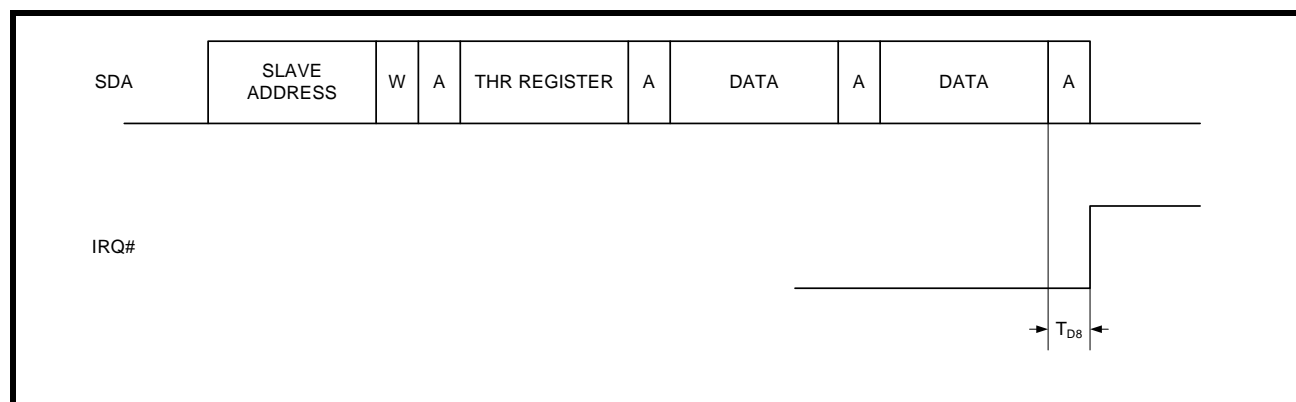 SDA
SLAVE
ADDRESS
W
A
THR REGISTER
A
DATA
A
DATA
A
IRQ#
TD8